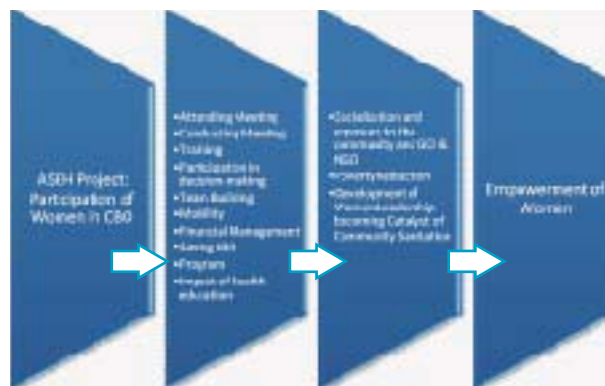 ASEH Project:
Participation of
Women in CBO
•Attending Meeting
•Conducting Meeting
•Training
•Participation in
decision-making
•Team Building
•Mobility
•Financial Management
•Program
•Impact of health
education
•Socialization and
exposure to the
community and GO &
NGO
•Poverty reduction
•Development of
Women Leadership
becoming Catalyst of
Community Sanitation
Empowerment of
Women